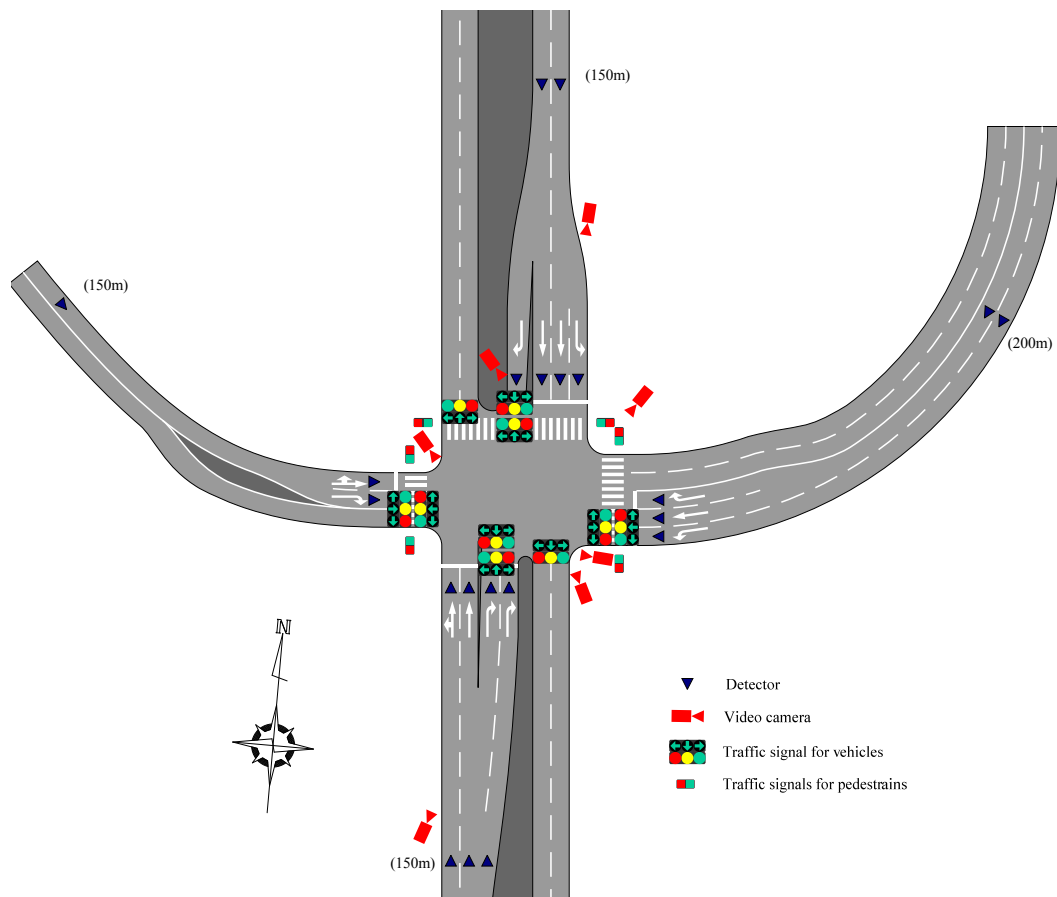 (150m)
(150m)
(200m)
N
Detector
Video camera
Traffic signal for vehicles
Traffic signals for pedestrains
(150m)